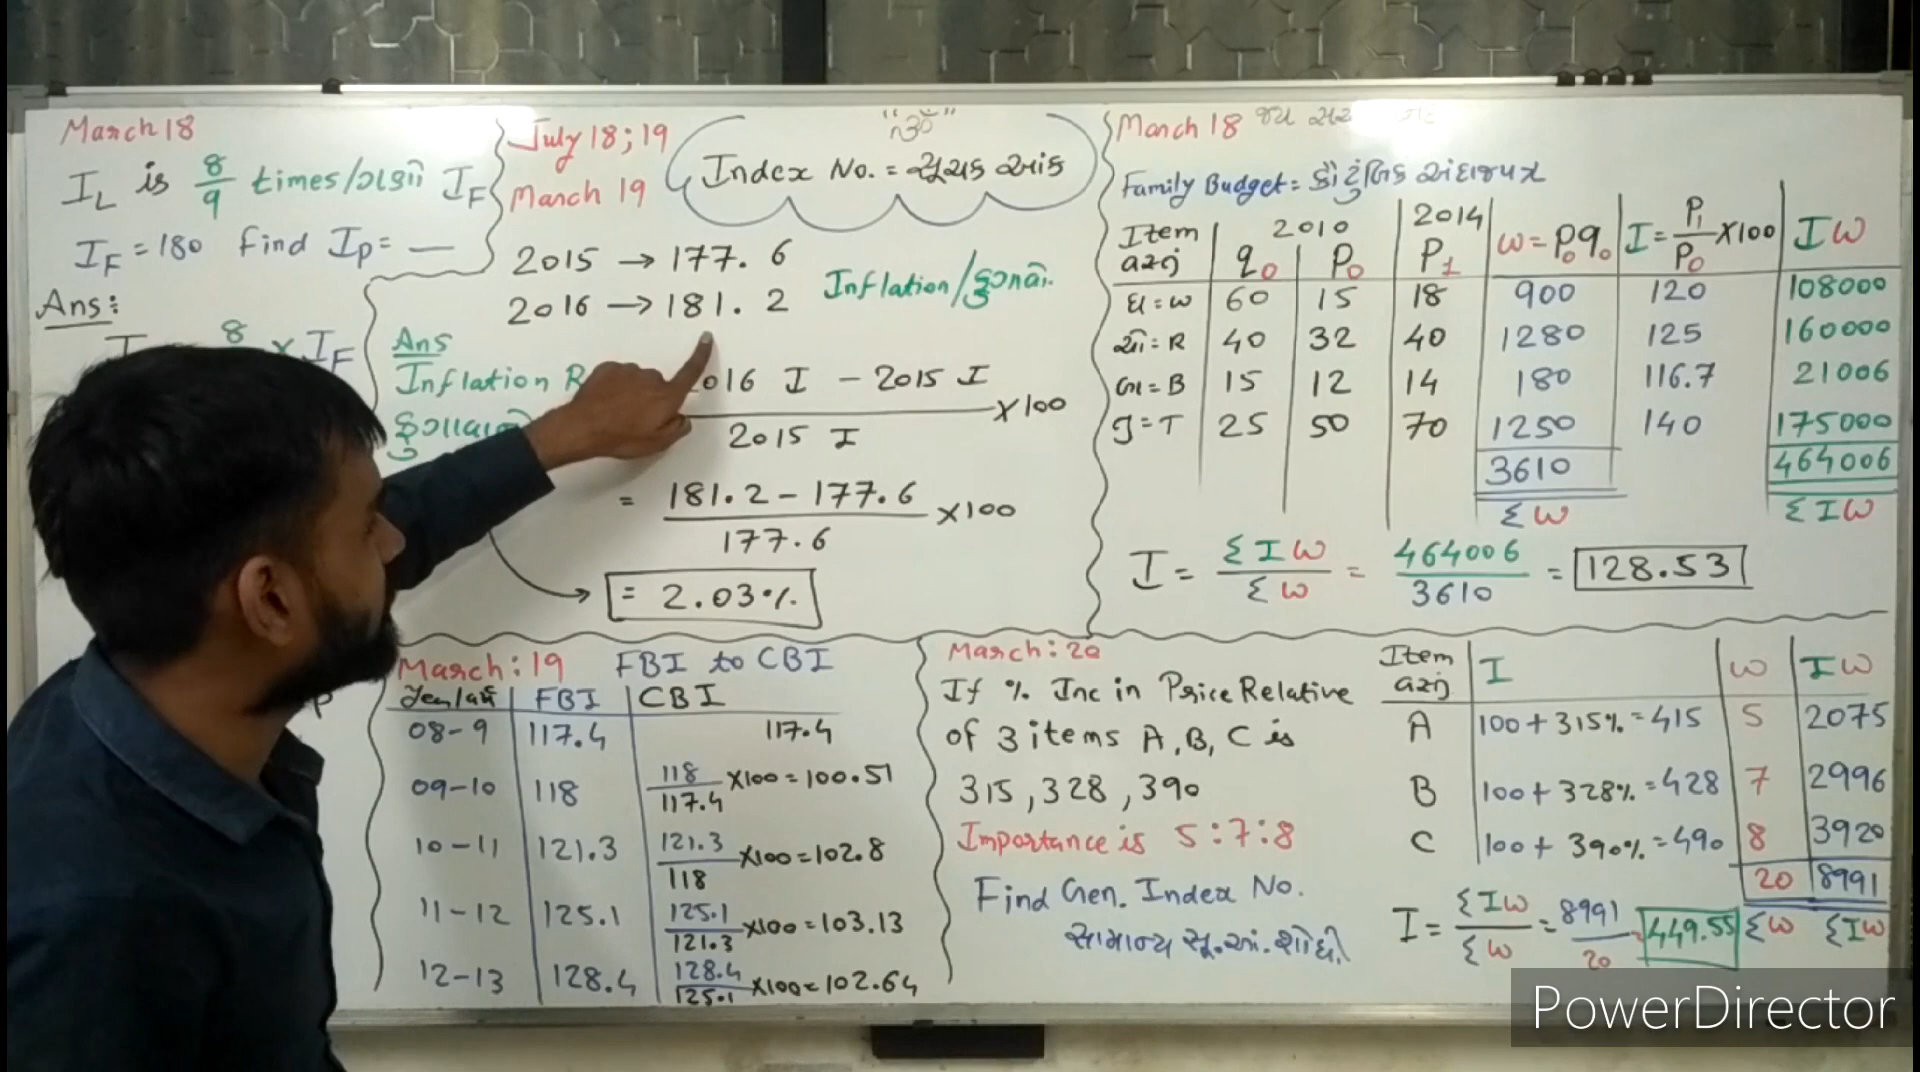 March 18
I_L is 8/9 times/ગણો I_F
I_F = 180 find I_P = —
Ans:
8 × I_F
July 18; 19
March 19
"ૐ"
Index No. = સૂચક આંક
2015 → 177.6
2016 → 181.2
Inflation/ફુગાવો.
Ans
Inflation R 2016 I - 2015 I
2015 I ×100
= 181.2 - 177.6
177.6 ×100
= 2.03%
March 18 જય
Family Budget = કૌટુંબિક અંદાજપત્ર
Item 2010 2014 w = P₀q₀ I = P₁/P₀ ×100 Iw
q₀ P₀ P₁
ઘ = W 60 15 18 900 120 108000
ચો = R 40 32 40 1280 125 160000
બા = B 15 12 14 180 116.7 21006
તુ = T 25 50 70 1250 140 175000
3610 464006
Σw ΣIw
I = ΣIw/Σw = 464006/3610 = 128.53
March: 19 FBI to CBI
Year/વર્ષ FBI CBI
08-9 117.4 117.4
09-10 118 118/117.4 ×100 = 100.51
10-11 121.3 121.3/118 ×100 = 102.8
11-12 125.1 125.1/121.3 ×100 = 103.13
12-13 128.4 128.4/125.1 ×100 = 102.64
March: 20
If % Inc in Price Relative
of 3 items A, B, C is
315, 328, 390
Importance is 5:7:8
Find Gen. Index No.
સામાન્ય સૂ.આં. શોધો.
Item I w Iw
A 100 + 315% = 415 5 2075
B 100 + 328% = 428 7 2996
C 100 + 390% = 490 8 3920
20 8991
I = ΣIw/Σw = 8991/20 = 449.55 Σw ΣIw
PowerDirector